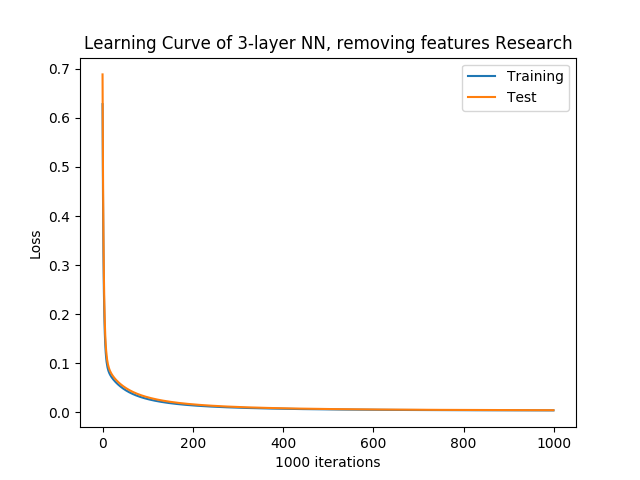 Learning Curve of 3-layer NN, removing features Research
Training
Test
Loss
0.7
0.6
0.5
0.4
0.3
0.2
0.1
0.0
0 200 400 600 800 1000
1000 iterations